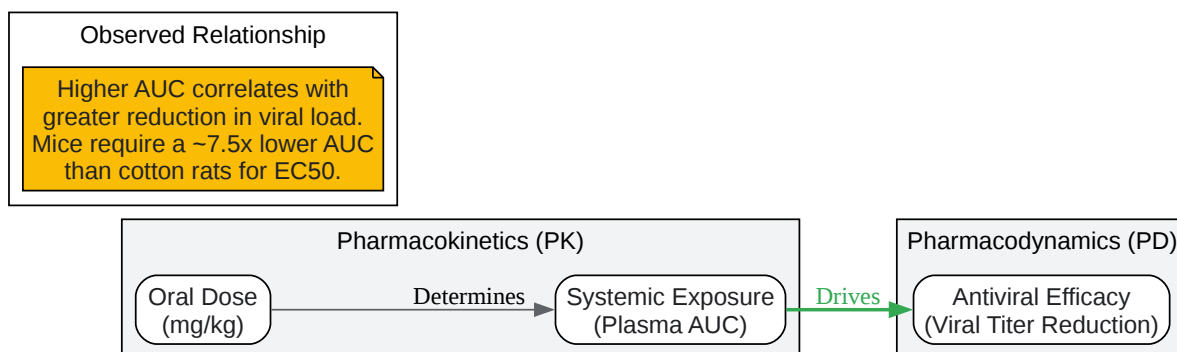 Observed Relationship
Higher AUC correlates with
greater reduction in viral load.
Mice require a ~7.5x lower AUC
than cotton rats for EC50.
Pharmacokinetics (PK)
Oral Dose
(mg/kg)
Determines
Systemic Exposure
(Plasma AUC)
Drives
Pharmacodynamics (PD)
Antiviral Efficacy
(Viral Titer Reduction)